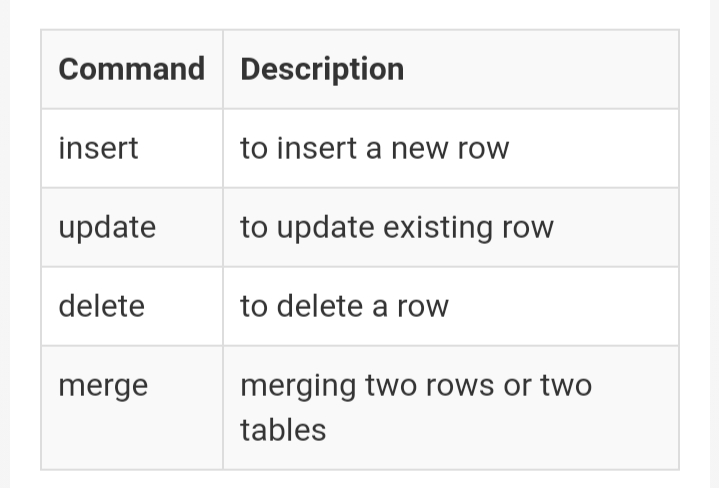 Command Description
insert to insert a new row
update to update existing row
delete to delete a row
merge merging two rows or two
tables